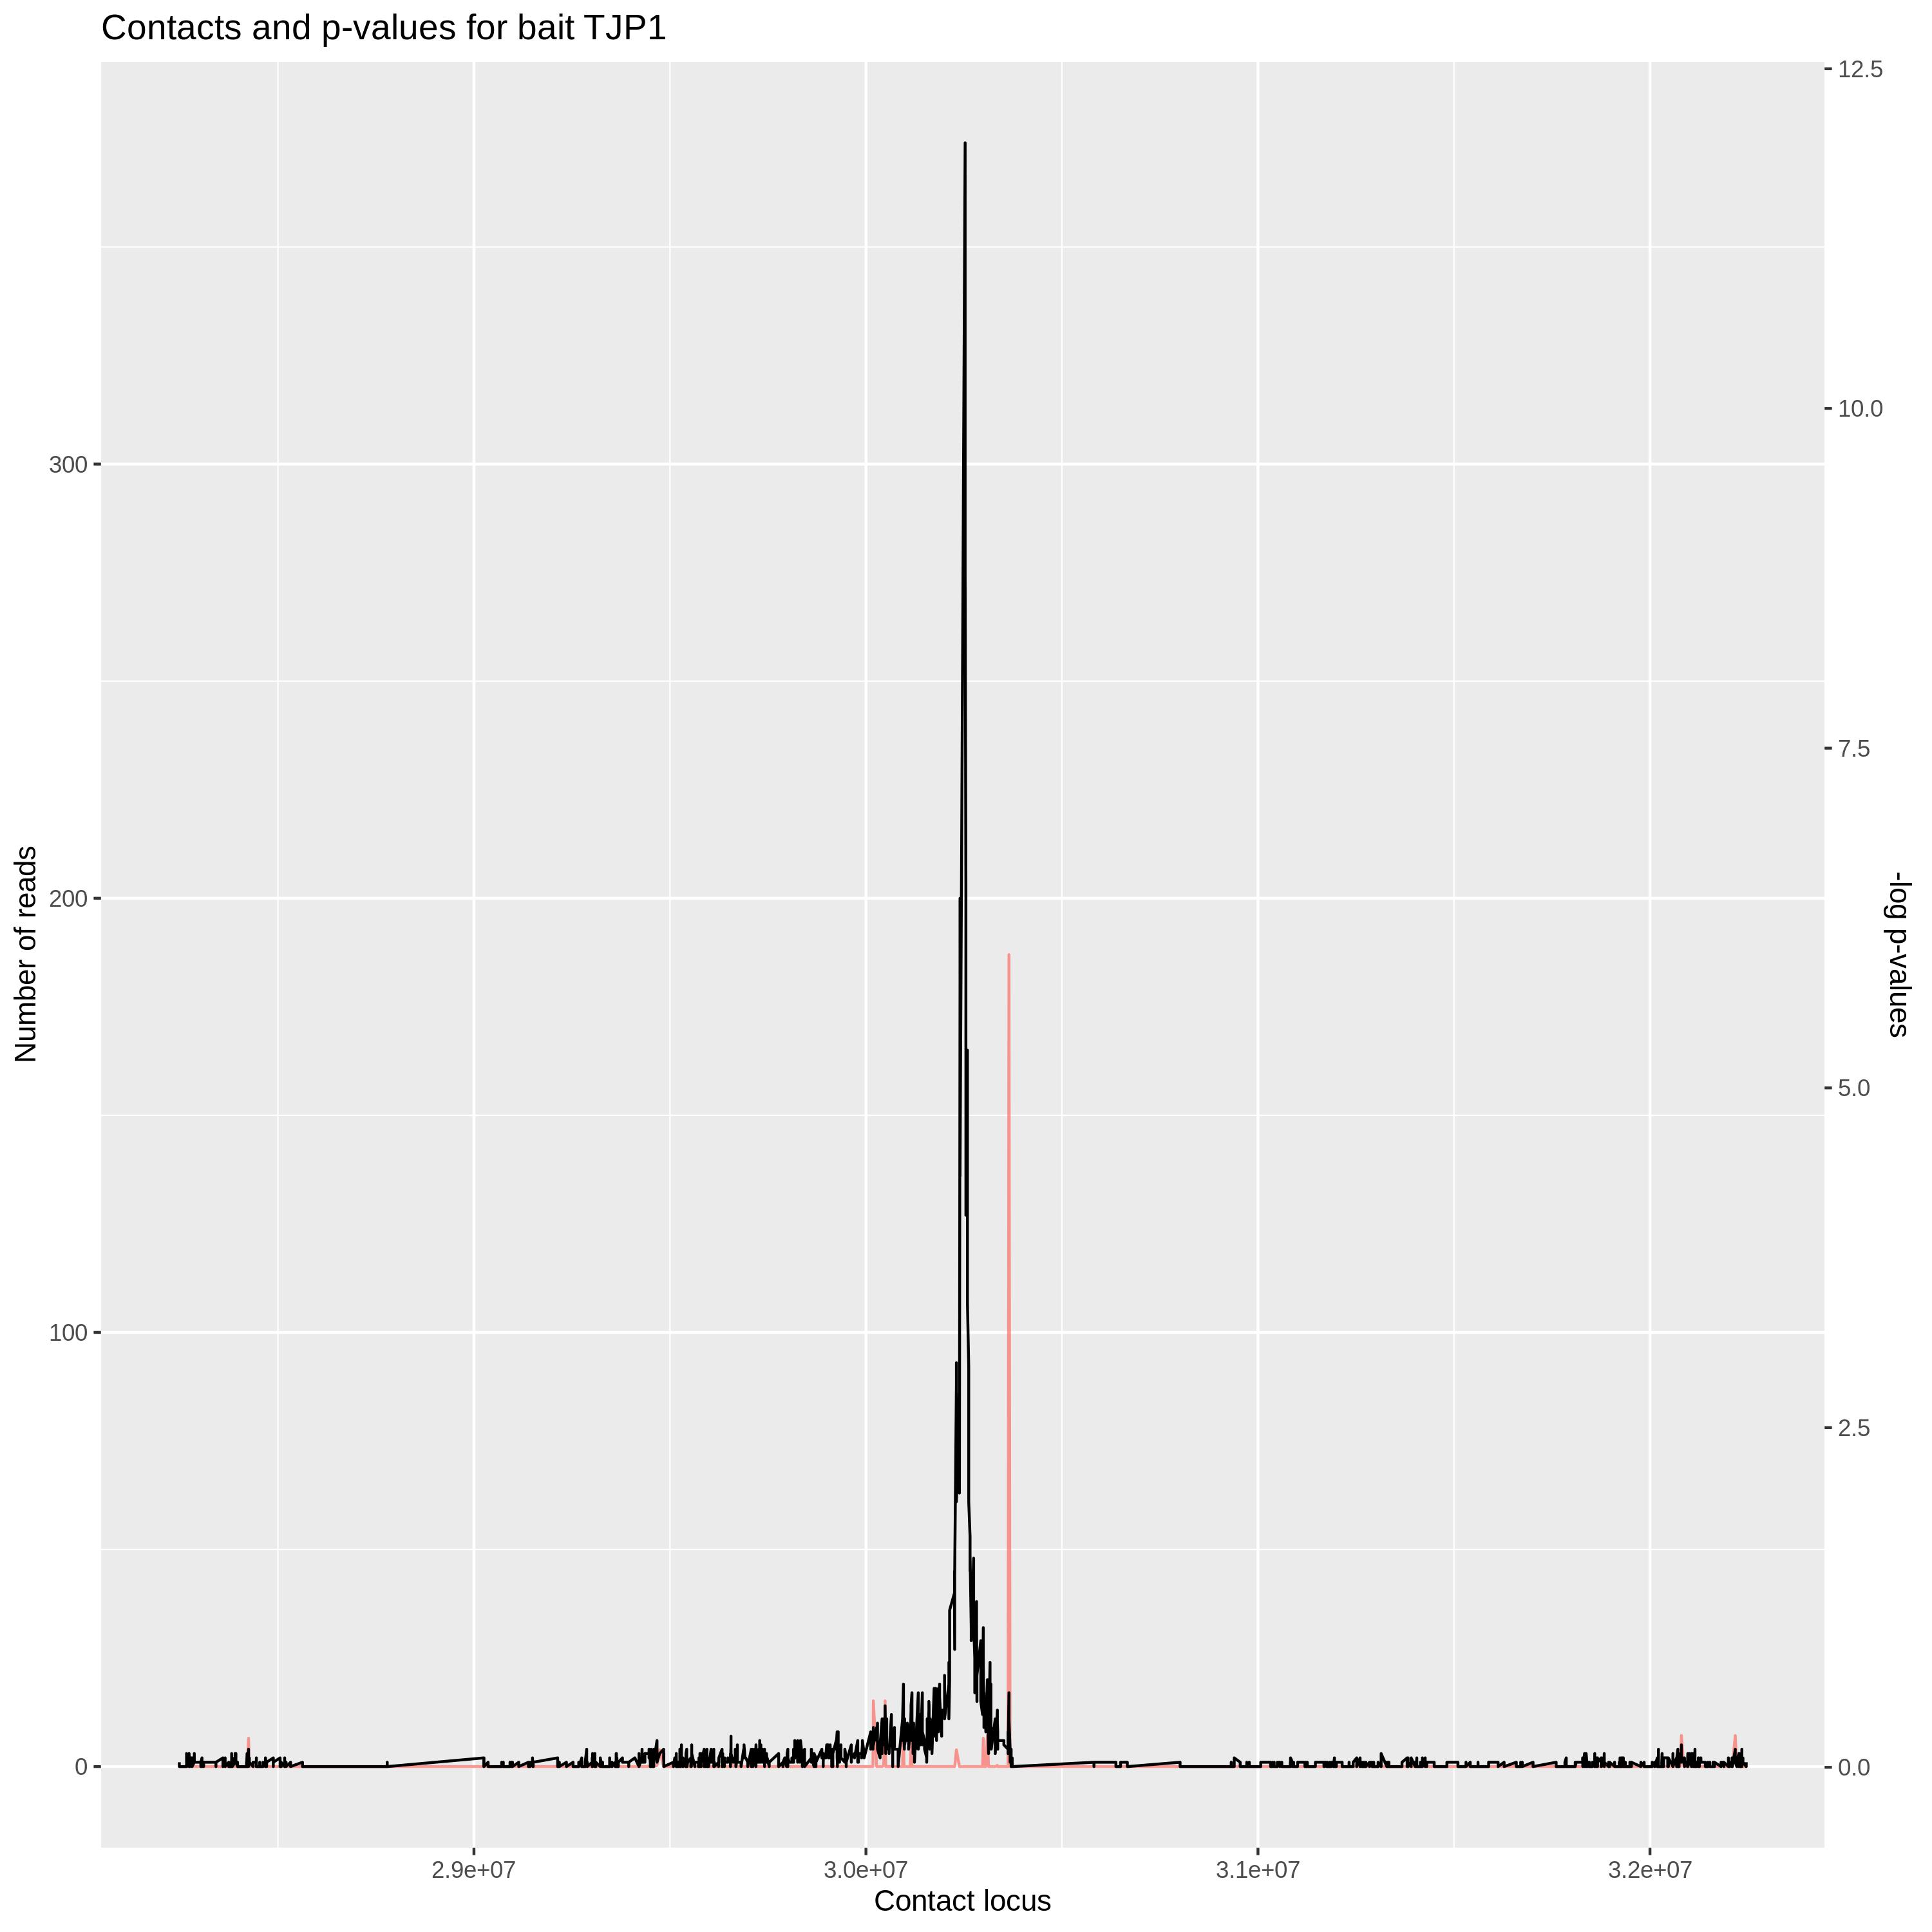 Contacts and p-values for bait TJP1
12.5
10.0
7.5
5.0
2.5
0.0
300
200
100
0
Number of reads
-log p-values
2.9e+07
3.0e+07
3.1e+07
3.2e+07
Contact locus